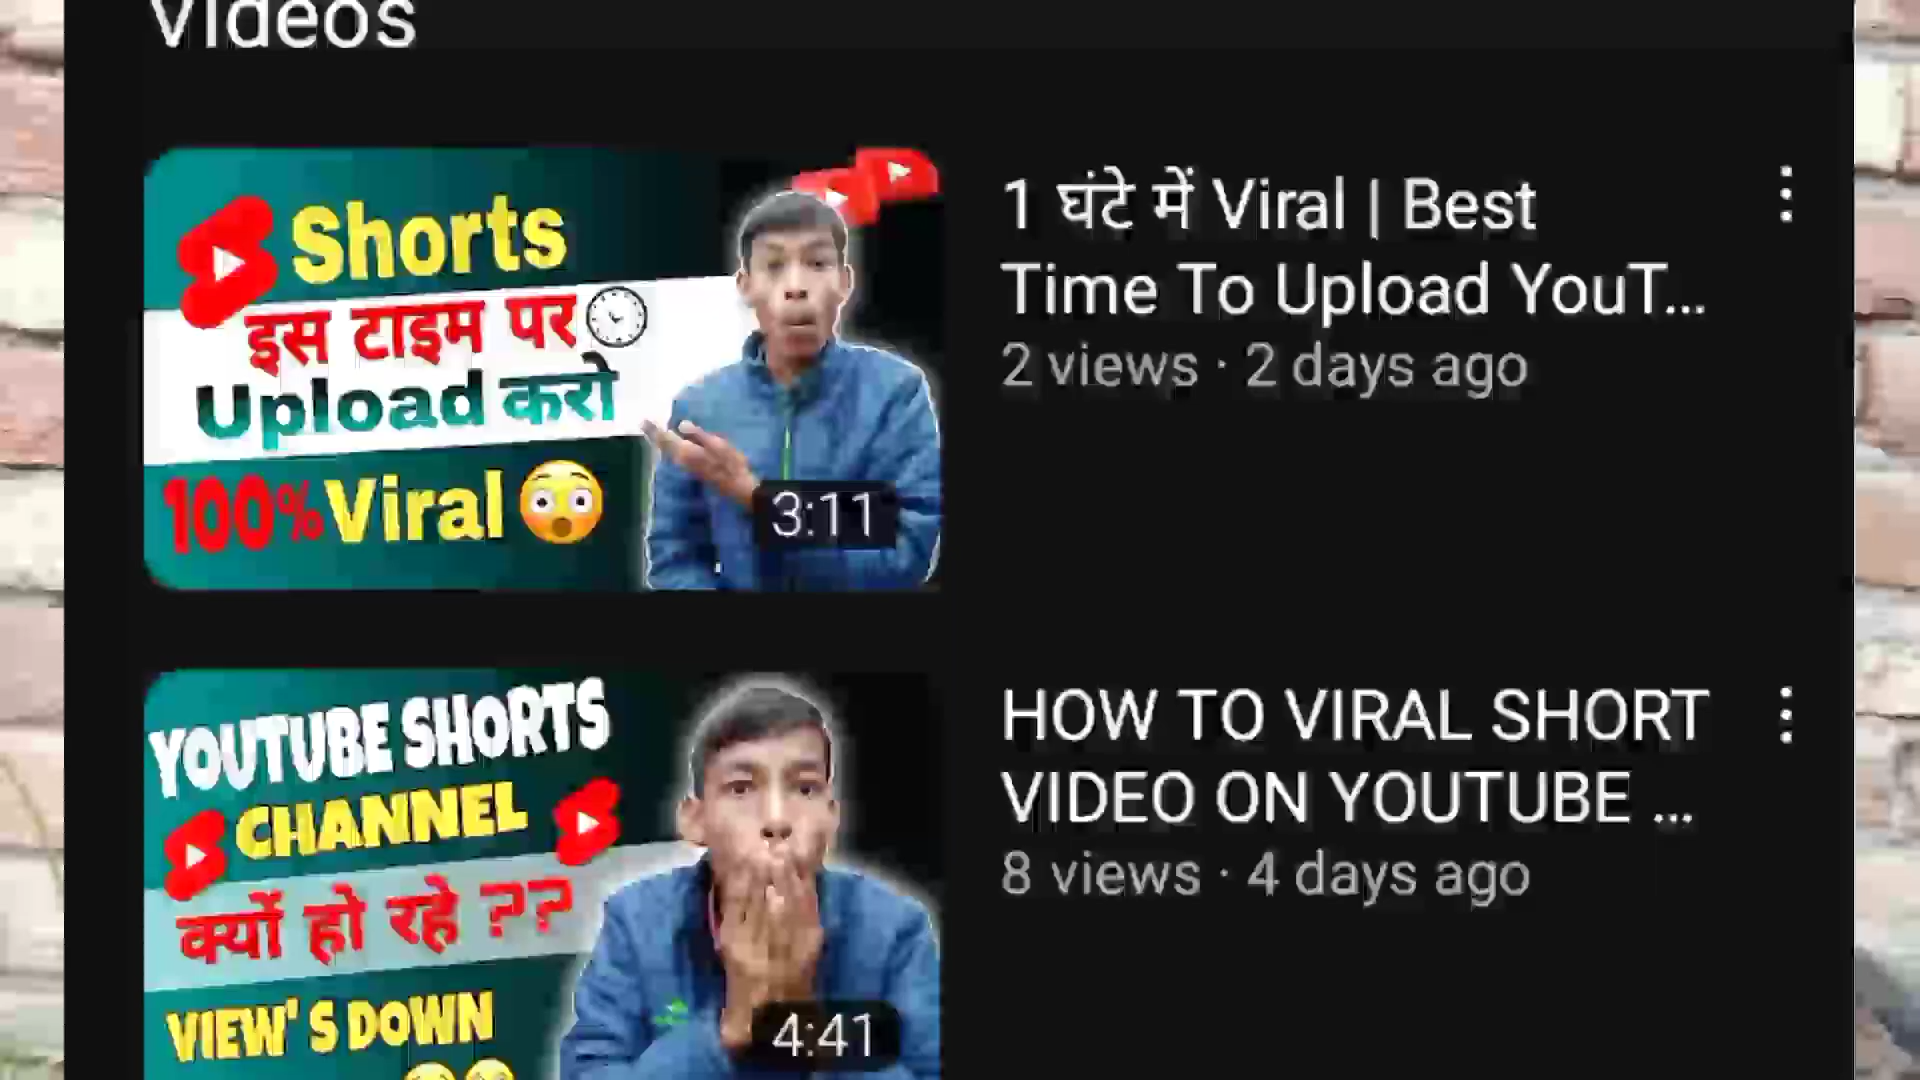 Videos
Shorts
इस टाइम पर
Upload करो
100% Viral
3:11
1 घंटे में Viral | Best
Time To Upload YouT...
2 views · 2 days ago
YOUTUBE SHORTS
CHANNEL
क्यों हो रहे ??
VIEW'S DOWN
4:41
HOW TO VIRAL SHORT
VIDEO ON YOUTUBE ...
8 views · 4 days ago